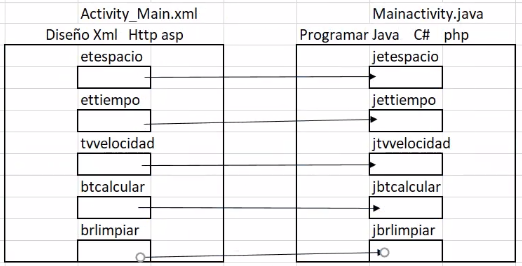 Activity_Main.xml
Mainactivity.java
Diseño Xml Http asp
Programar Java C# php
etespacio
jetespacio
ettiempo
jettiempo
tvvelocidad
jtvvelocidad
btcalcular
jbtcalcular
brlimpiar
jbrlimpiar